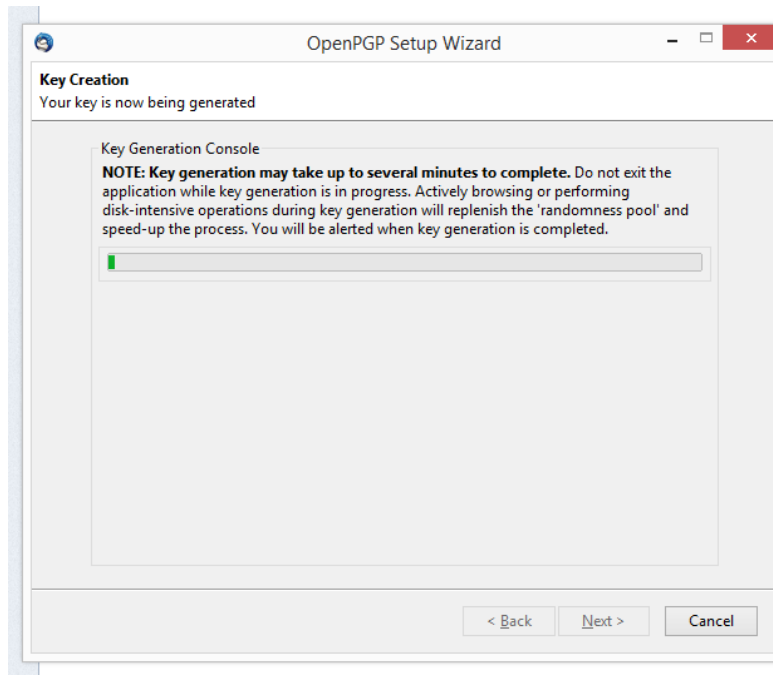 OpenPGP Setup Wizard
Key Creation
Your key is now being generated
Key Generation Console
NOTE: Key generation may take up to several minutes to complete. Do not exit the
application while key generation is in progress. Actively browsing or performing
disk-intensive operations during key generation will replenish the 'randomness pool' and
speed-up the process. You will be alerted when key generation is completed.
< Back Next > Cancel